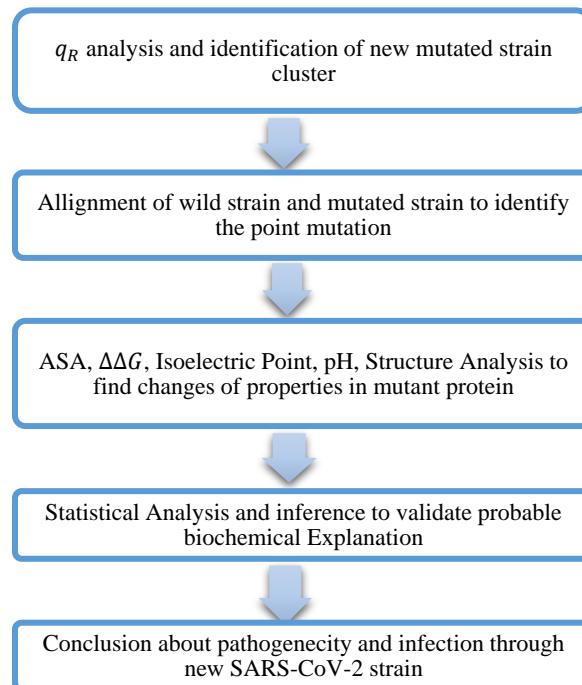 q_R analysis and identification of new mutated strain
cluster
Allignment of wild strain and mutated strain to identify
the point mutation
ASA, ΔΔG, Isoelectric Point, pH, Structure Analysis to
find changes of properties in mutant protein
Statistical Analysis and inference to validate probable
biochemical Explanation
Conclusion about pathogenecity and infection through
new SARS-CoV-2 strain